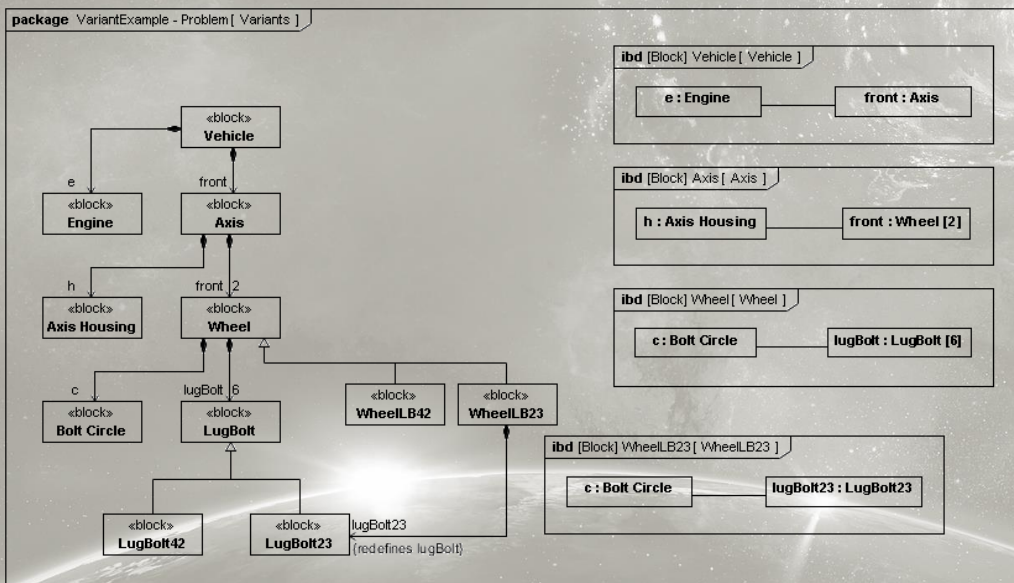 package VariantExample - Problem [ Variants ]
«block»
Vehicle
e
front
«block»
Engine
«block»
Axis
h
front
2
«block»
Axis Housing
«block»
Wheel
c
lugBolt
6
«block»
WheelLB42
«block»
WheelLB23
«block»
Bolt Circle
«block»
LugBolt
«block»
LugBolt42
«block»
LugBolt23
lugBolt23
(redefines lugBolt)
ibd [Block] Vehicle [ Vehicle ]
e : Engine
front : Axis
ibd [Block] Axis [ Axis ]
h : Axis Housing
front : Wheel [2]
ibd [Block] Wheel [ Wheel ]
c : Bolt Circle
lugBolt : LugBolt [6]
ibd [Block] WheelLB23 [ WheelLB23 ]
c : Bolt Circle
lugBolt23 : LugBolt23